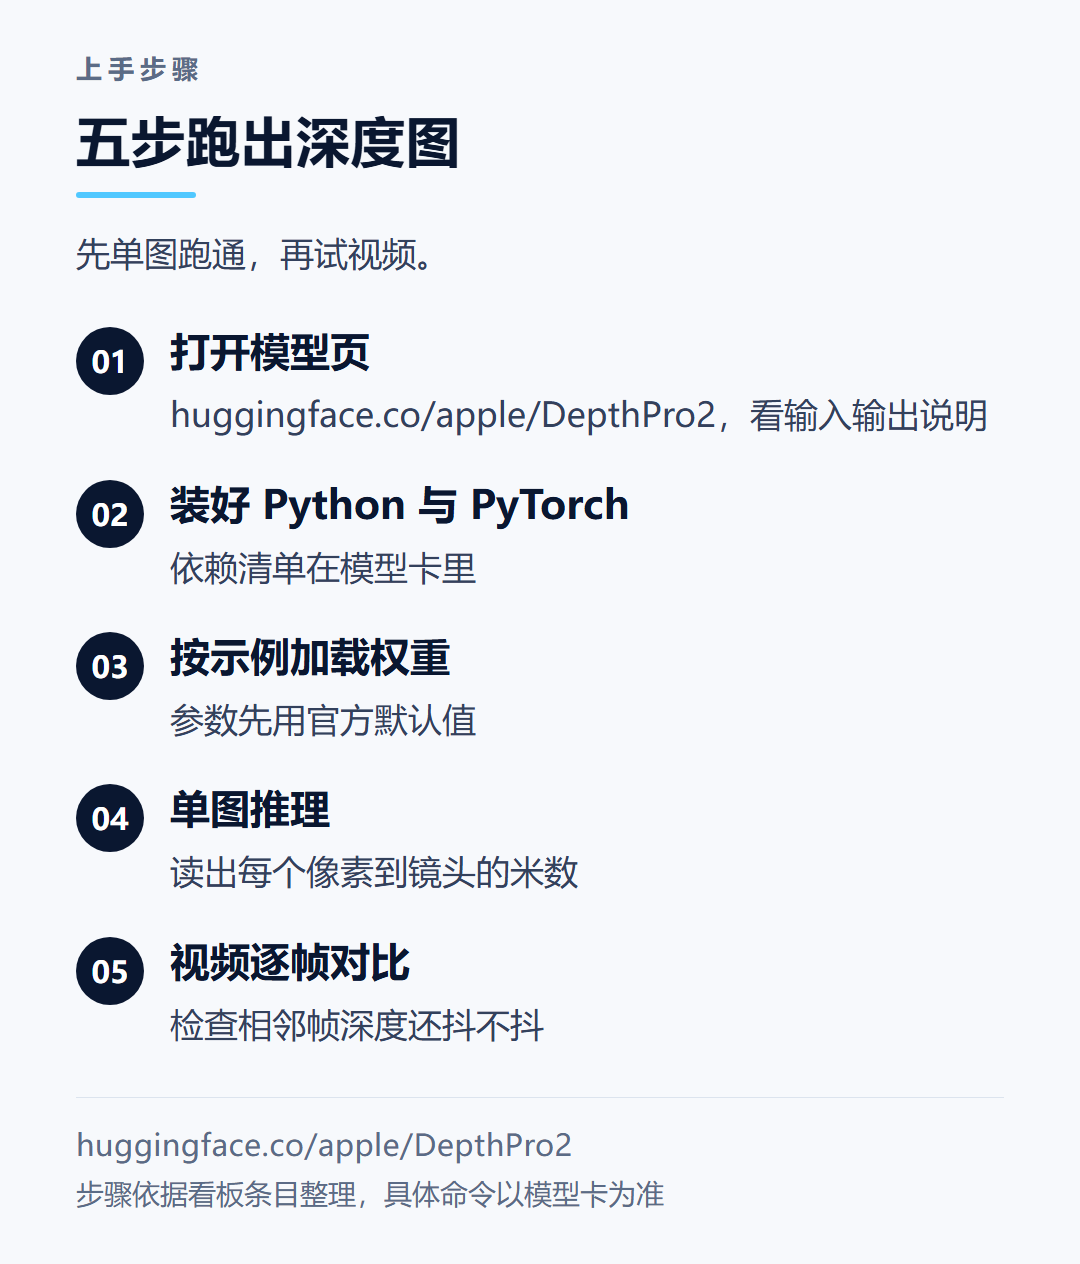 上手步骤
五步跑出深度图
先单图跑通，再试视频。
01
打开模型页
huggingface.co/apple/DepthPro2，看输入输出说明
02
装好 Python 与 PyTorch
依赖清单在模型卡里
03
按示例加载权重
参数先用官方默认值
04
单图推理
读出每个像素到镜头的米数
05
视频逐帧对比
检查相邻帧深度还抖不抖
huggingface.co/apple/DepthPro2
步骤依据看板条目整理，具体命令以模型卡为准